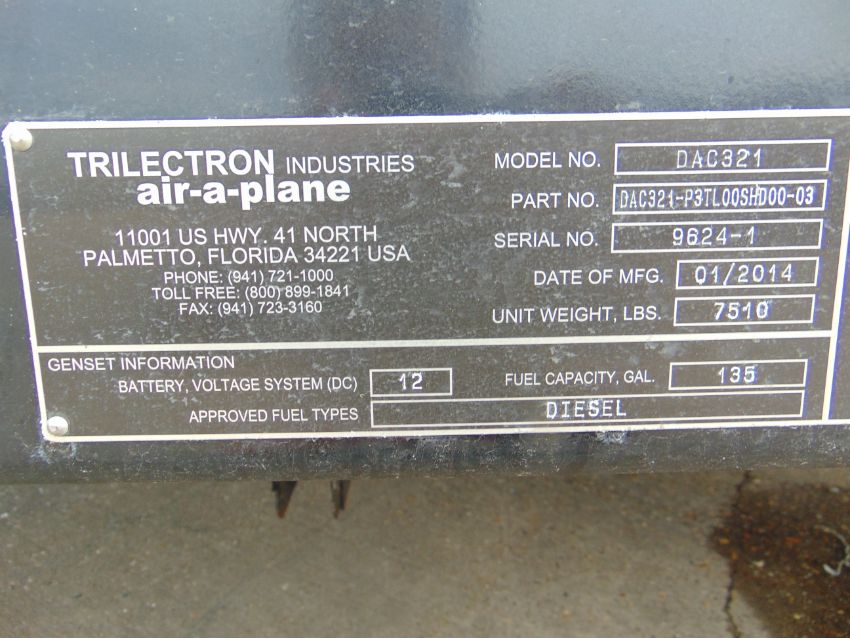 TRILECTRON INDUSTRIES
air-a-plane
11001 US HWY. 41 NORTH
PALMETTO, FLORIDA 34221 USA
PHONE: (941) 721-1000
TOLL FREE: (800) 899-1841
FAX: (941) 723-3160
MODEL NO. DAC321
PART NO. DAC321-P3TL00SHD00-03
SERIAL NO. 9624-1
DATE OF MFG. 01/2014
UNIT WEIGHT, LBS. 7510
GENSET INFORMATION
BATTERY, VOLTAGE SYSTEM (DC) 12 FUEL CAPACITY, GAL. 135
APPROVED FUEL TYPES DIESEL